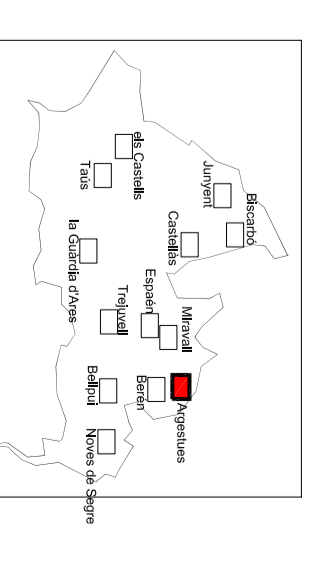 Biscarbó
Junyent
Castellàs
els Castells
Taús
MIravall
Espaén
Trejuvell
la Guàrdia d'Ares
Argestues
Berén
Bellpui
Noves de Segre